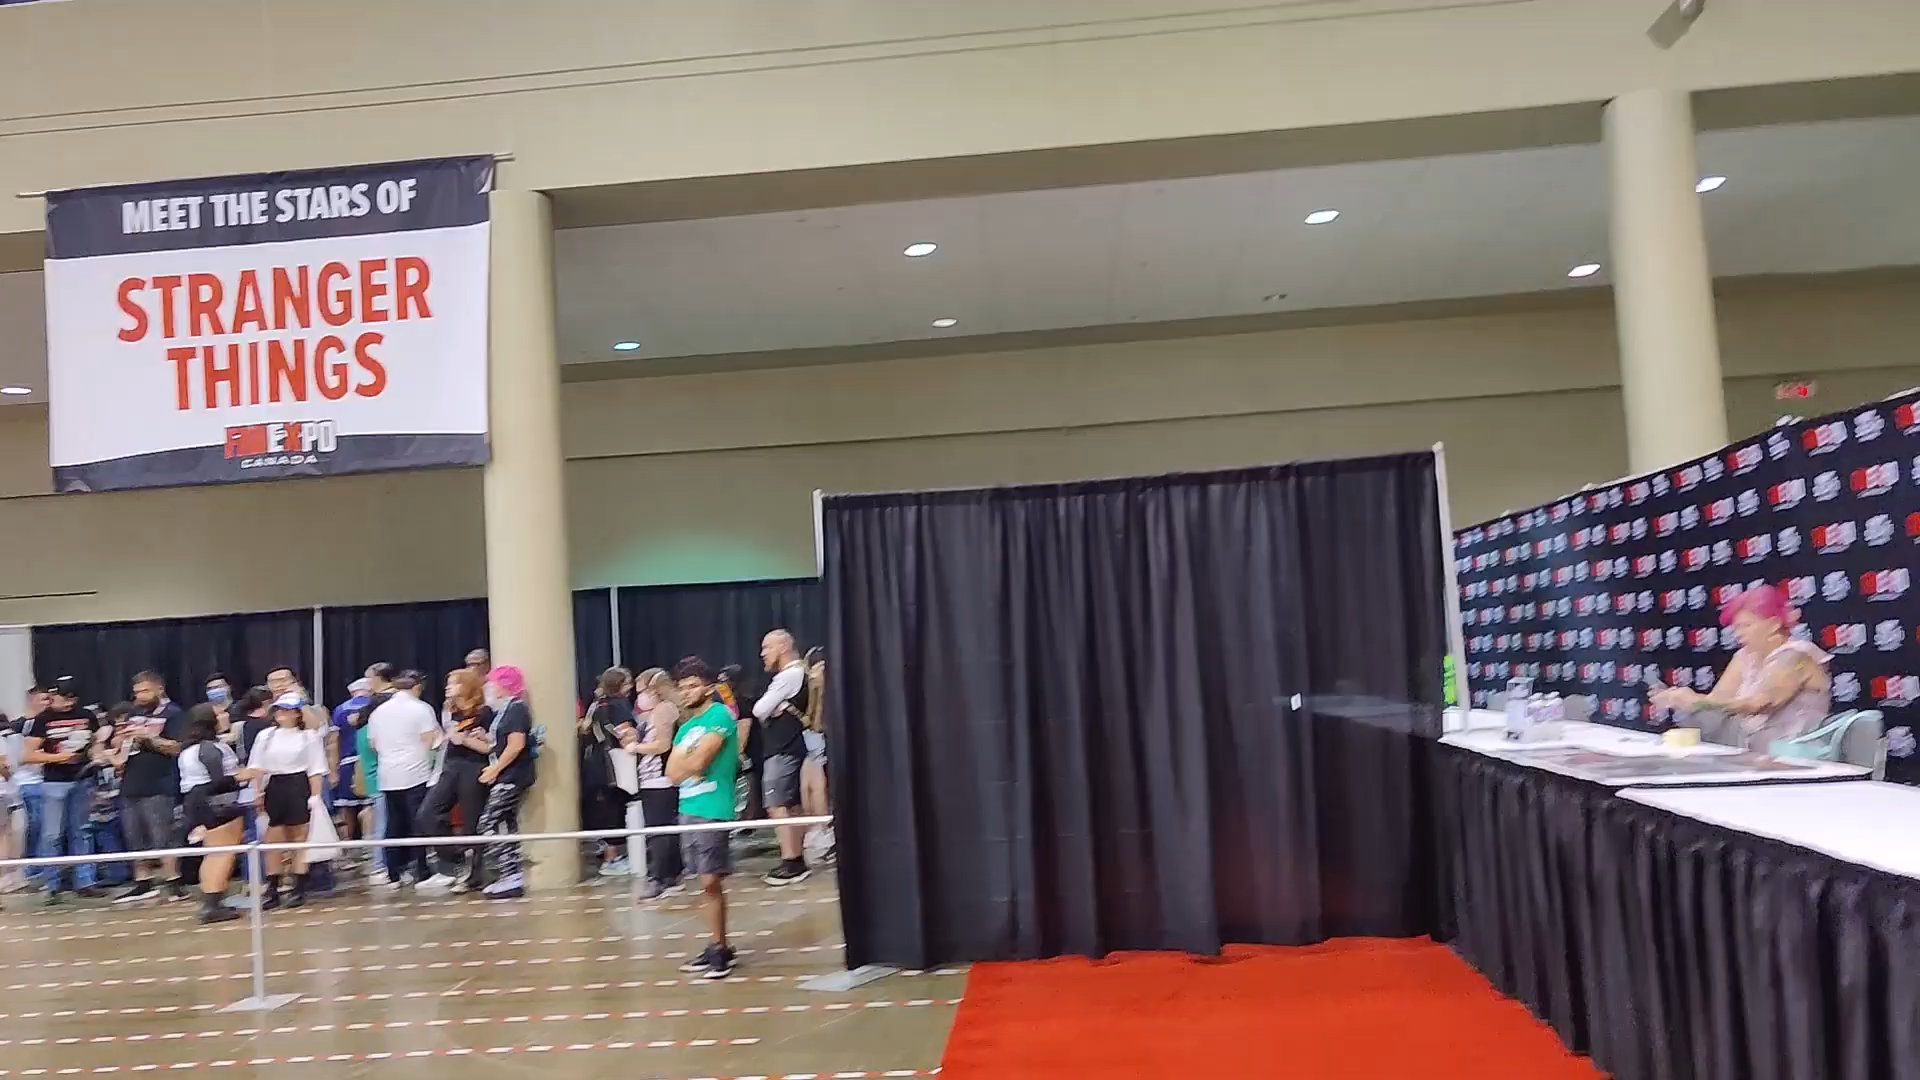 MEET THE STARS OF
STRANGER
THINGS
FAN EXPO
CANADA